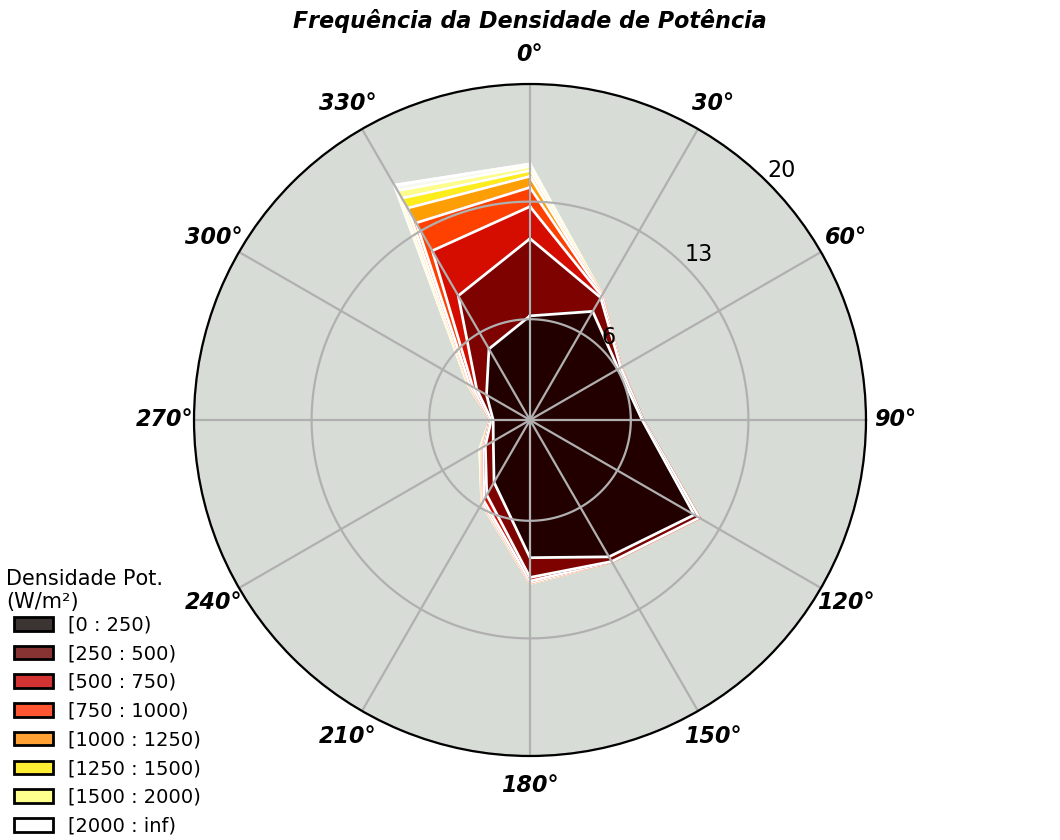 Frequência da Densidade de Potência
0°
330°
30°
20
300°
60°
13
6
270°
90°
240°
120°
210°
150°
180°
Densidade Pot.
(W/m²)
[0 : 250)
[250 : 500)
[500 : 750)
[750 : 1000)
[1000 : 1250)
[1250 : 1500)
[1500 : 2000)
[2000 : inf)